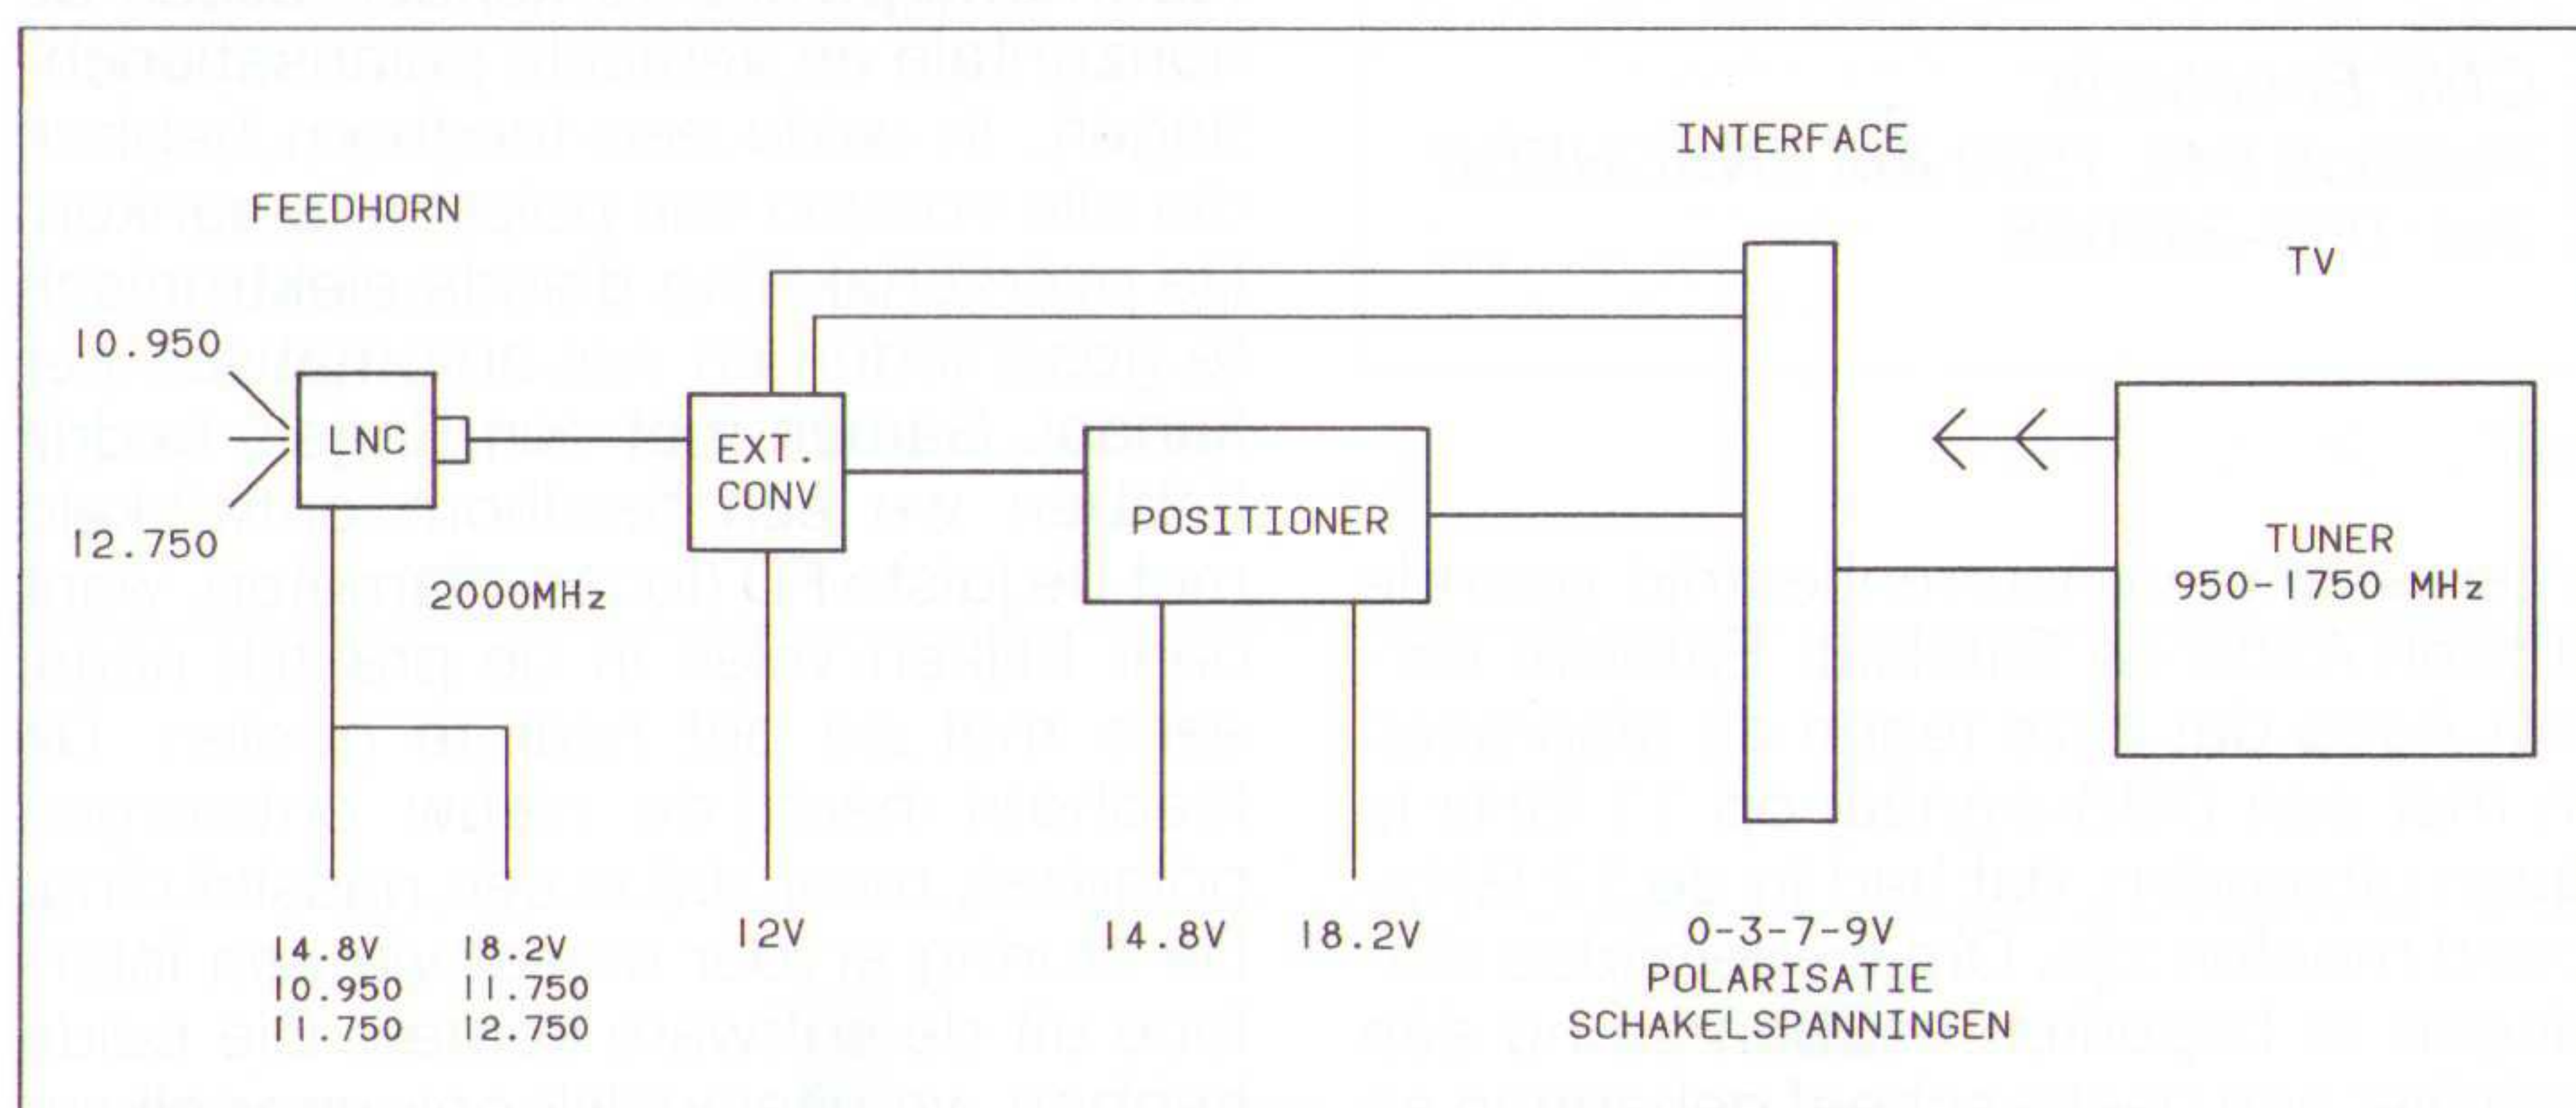 INTERFACE
FEEDHORN
TV
10.950
LNC
EXT.
CONV
POSITIONER
12.750
2000MHz
TUNER
950-1750 MHz
14.8V 18.2V
10.950 11.750
11.750 12.750
12V
14.8V 18.2V
0-3-7-9V
POLARISATIE
SCHAKELSPANNINGEN